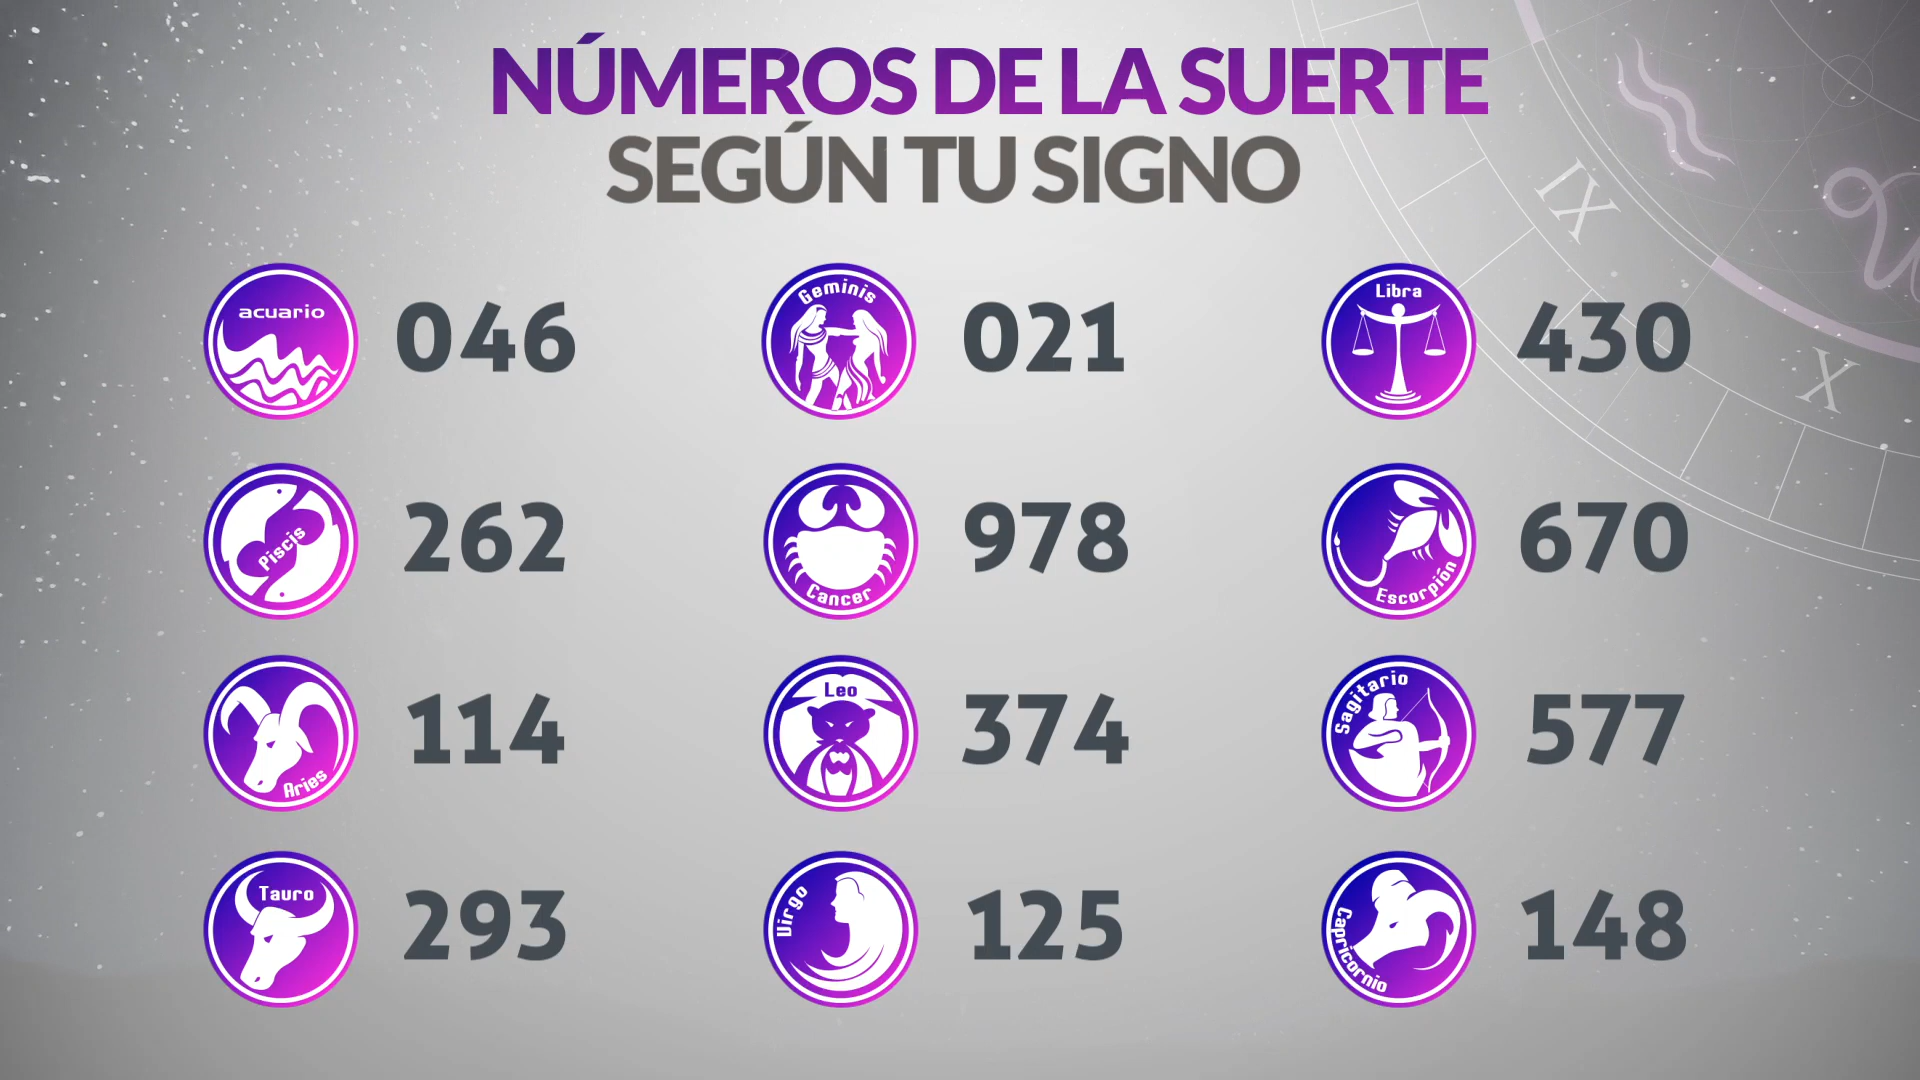 NÚMEROS DE LA SUERTE
SEGÚN TU SIGNO
acuario 046
Geminis 021
Libra 430
Piscis 262
Cancer 978
Escorpión 670
Aries 114
Leo 374
Sagitario 577
Tauro 293
Virgo 125
Capricornio 148
IX
X